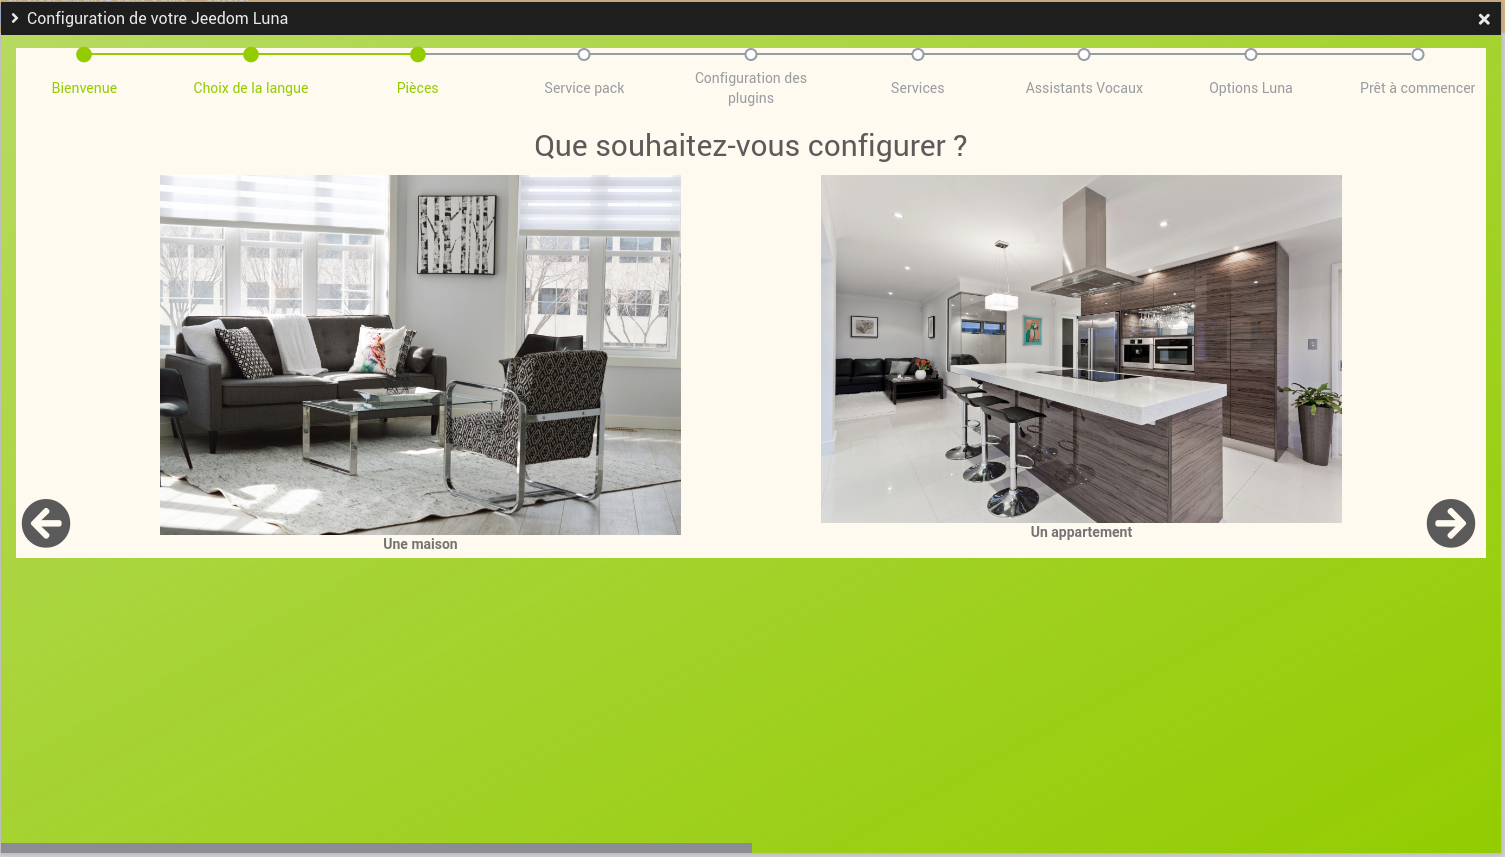 Configuration de votre Jeedom Luna
Bienvenue
Choix de la langue
Pièces
Service pack
Configuration des
plugins
Services
Assistants Vocaux
Options Luna
Prêt à commencer
Que souhaitez-vous configurer ?
Une maison
Un appartement